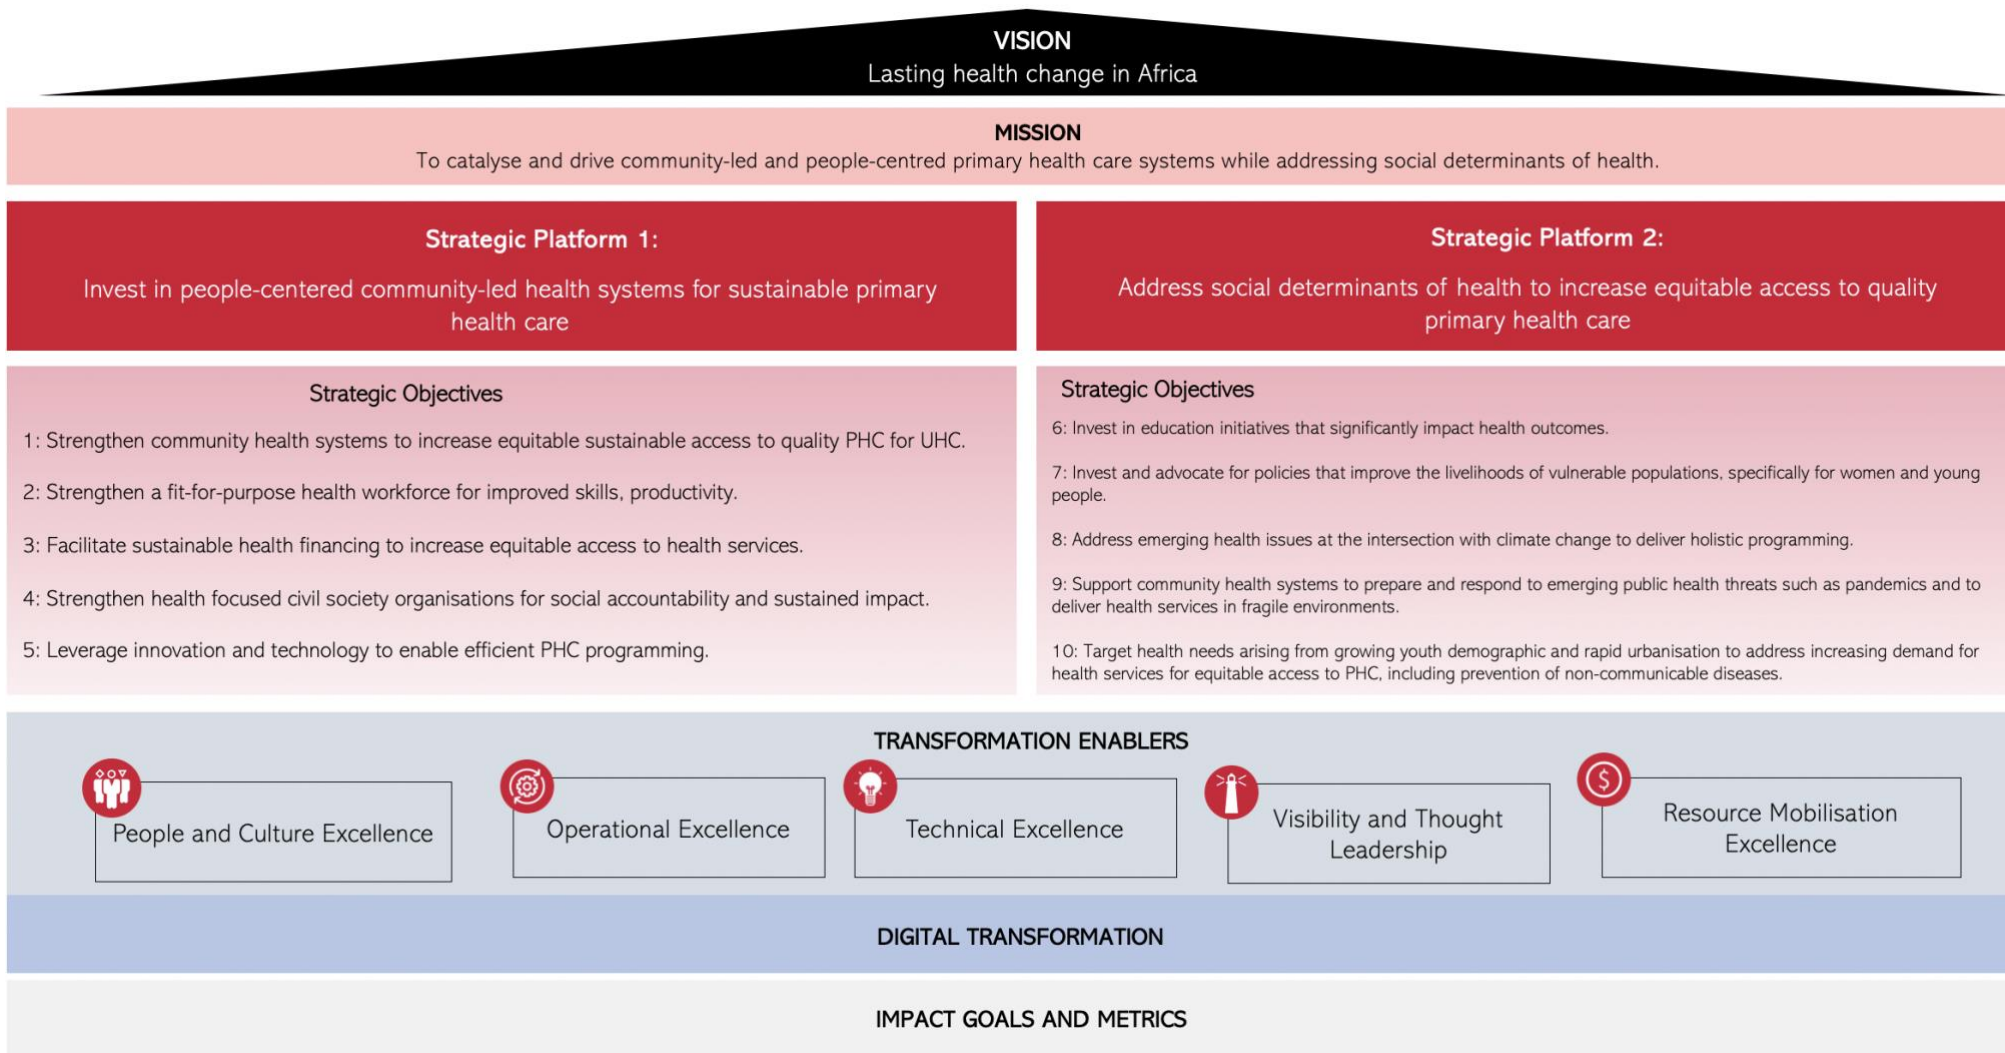 VISION
Lasting health change in Africa
MISSION
To catalyse and drive community-led and people-centred primary health care systems while addressing social determinants of health.
Strategic Platform 1:
Invest in people-centered community-led health systems for sustainable primary
health care
Strategic Platform 2:
Address social determinants of health to increase equitable access to quality
primary health care
Strategic Objectives
1: Strengthen community health systems to increase equitable sustainable access to quality PHC for UHC.
2: Strengthen a fit-for-purpose health workforce for improved skills, productivity.
3: Facilitate sustainable health financing to increase equitable access to health services.
4: Strengthen health focused civil society organisations for social accountability and sustained impact.
5: Leverage innovation and technology to enable efficient PHC programming.
Strategic Objectives
6: Invest in education initiatives that significantly impact health outcomes.
7: Invest and advocate for policies that improve the livelihoods of vulnerable populations, specifically for women and young
people.
8: Address emerging health issues at the intersection with climate change to deliver holistic programming.
9: Support community health systems to prepare and respond to emerging public health threats such as pandemics and to
deliver health services in fragile environments.
10: Target health needs arising from growing youth demographic and rapid urbanisation to address increasing demand for
health services for equitable access to PHC, including prevention of non-communicable diseases.
TRANSFORMATION ENABLERS
People and Culture Excellence
Operational Excellence
Technical Excellence
Visibility and Thought
Leadership
$
Resource Mobilisation
Excellence
DIGITAL TRANSFORMATION
IMPACT GOALS AND METRICS